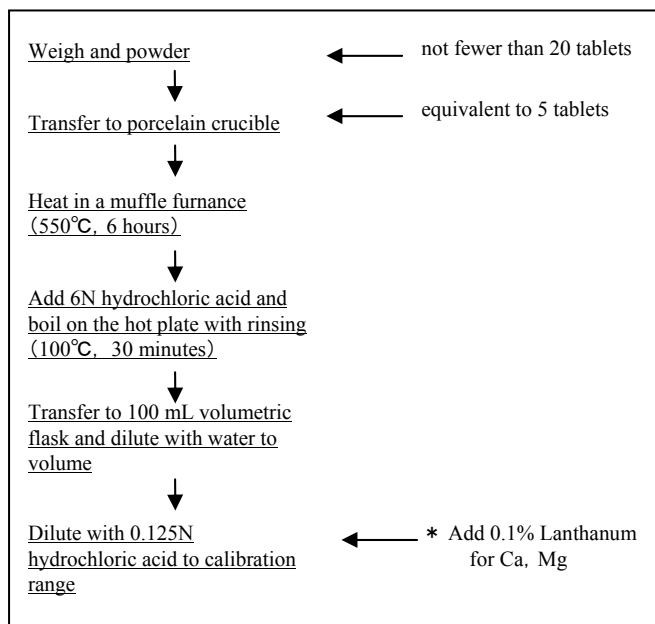 Weigh and powder
not fewer than 20 tablets
Transfer to porcelain crucible
equivalent to 5 tablets
Heat in a muffle furnance
(550℃, 6 hours)
Add 6N hydrochloric acid and
boil on the hot plate with rinsing
(100℃, 30 minutes)
Transfer to 100 mL volumetric
flask and dilute with water to
volume
Dilute with 0.125N
hydrochloric acid to calibration
range
* Add 0.1% Lanthanum
for Ca, Mg